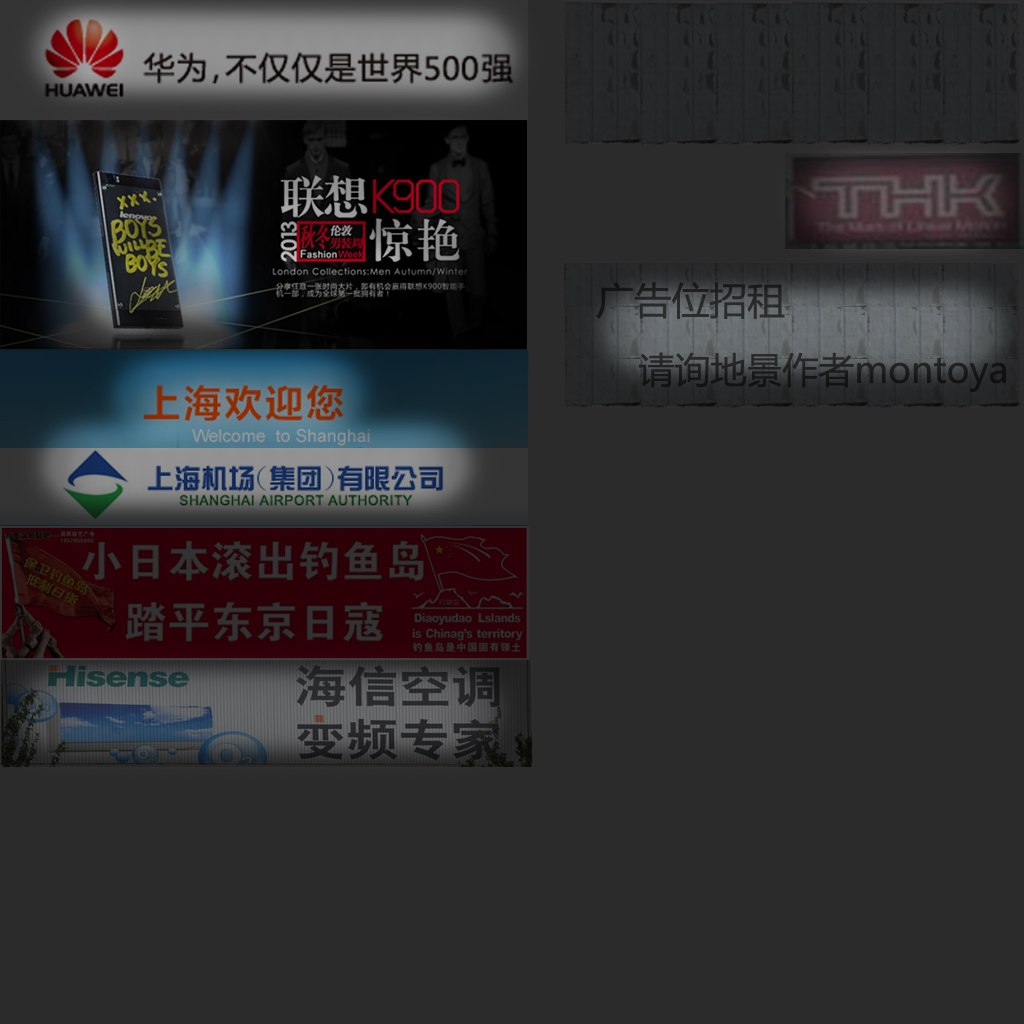 HUAWEI
华为,不仅仅是世界500强
xxx.
lenovo
BOYS
WILL BE
BOYS
联想K900
2013
秋冬
伦敦
男装周
Fashion Week
惊艳
London Collections:Men Autumn/Winter
分享任意一张时尚大片，即有机会赢得联想K900智能手
机一部，成为全球第一批拥有者！
上海欢迎您
Welcome to Shanghai
上海机场(集团)有限公司
SHANGHAI AIRPORT AUTHORITY
保卫钓鱼岛
抵制日货
小日本滚出钓鱼岛
踏平东京日寇
Diaoyudao Lslands
is Chinag's territory
钓鱼岛是中国固有领土
Hisense
海信空调
变频专家
THK
广告位招租
请询地景作者montoya